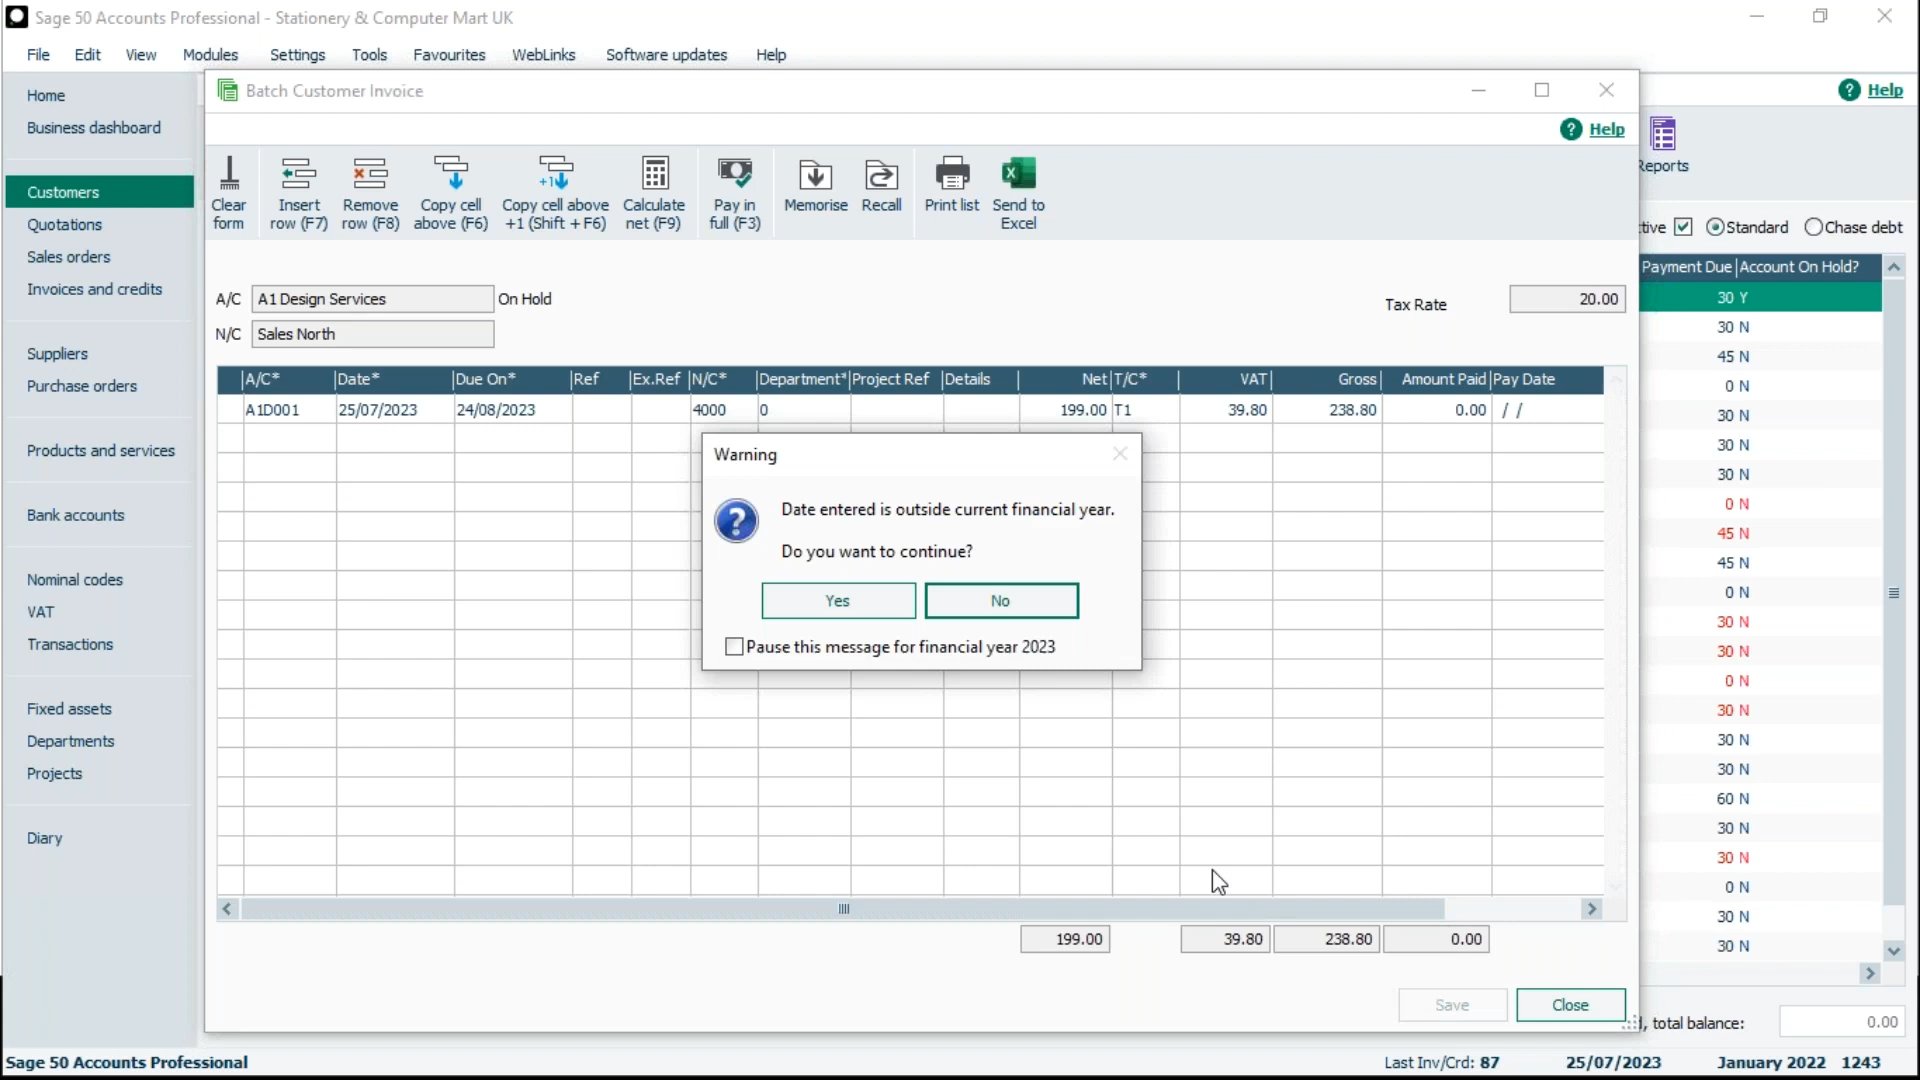 Sage 50 Accounts Professional - Stationery & Computer Mart UK
File Edit View Modules Settings Tools Favourites WebLinks Software updates Help
Home
Business dashboard
Customers
Quotations
Sales orders
Invoices and credits
Suppliers
Purchase orders
Products and services
Bank accounts
Nominal codes
VAT
Transactions
Fixed assets
Departments
Projects
Diary
Batch Customer Invoice
? Help
Clear form
Insert row (F7)
Remove row (F8)
Copy cell above (F6)
+1
Copy cell above +1 (Shift + F6)
Calculate net (F9)
Pay in full (F3)
Memorise
Recall
Print list
X
Send to Excel
A/C A1 Design Services On Hold
Tax Rate 20.00
N/C Sales North
A/C* Date* Due On* Ref Ex.Ref N/C* Department* Project Ref Details Net T/C* VAT Gross Amount Paid Pay Date
A1D001 25/07/2023 24/08/2023 4000 0 199.00 T1 39.80 238.80 0.00 / /
Warning
? Date entered is outside current financial year.
Do you want to continue?
Yes No
Pause this message for financial year 2023
199.00 39.80 238.80 0.00
Save Close
? Help
Reports
tive Standard Chase debt
Payment Due Account On Hold?
30 Y
30 N
45 N
0 N
30 N
30 N
30 N
0 N
45 N
45 N
0 N
30 N
30 N
0 N
30 N
30 N
30 N
60 N
30 N
30 N
0 N
30 N
30 N
, total balance: 0.00
Sage 50 Accounts Professional Last Inv/Crd: 87 25/07/2023 January 2022 1243